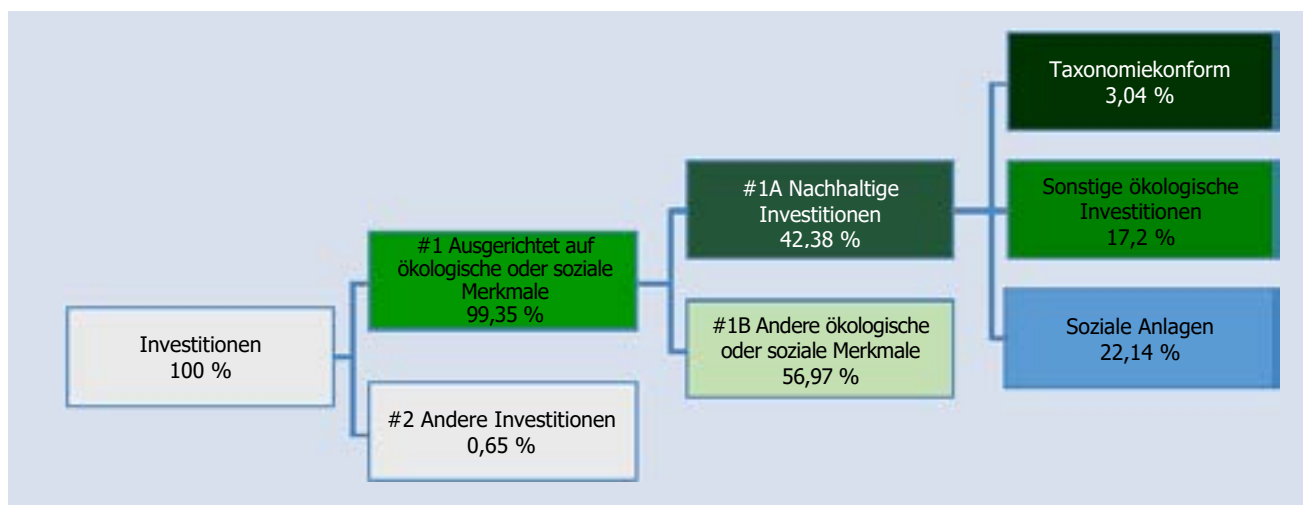 Investitionen
100 %
#1 Ausgerichtet auf
ökologische oder soziale
Merkmale
99,35 %
#2 Andere Investitionen
0,65 %
#1A Nachhaltige
Investitionen
42,38 %
#1B Andere ökologische
oder soziale Merkmale
56,97 %
Taxonomiekonform
3,04 %
Sonstige ökologische
Investitionen
17,2 %
Soziale Anlagen
22,14 %